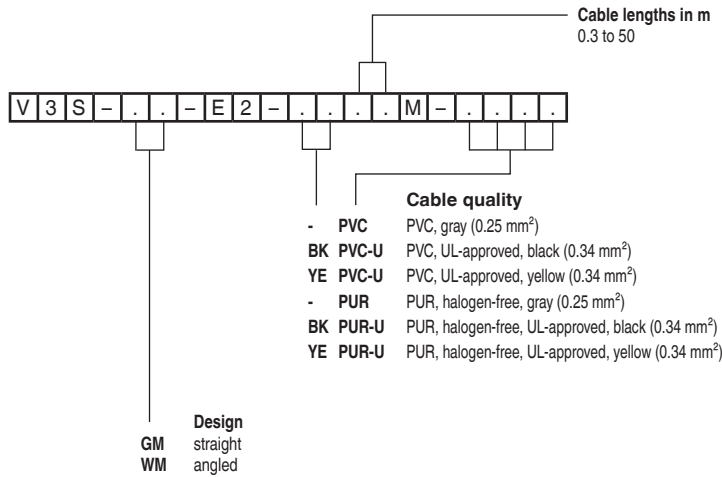 Cable lengths in m
0.3 to 50
V 3 S – . . – E 2 – . . . . M – . . . .
Cable quality
- PVC PVC, gray (0.25 mm²)
BK PVC-U PVC, UL-approved, black (0.34 mm²)
YE PVC-U PVC, UL-approved, yellow (0.34 mm²)
- PUR PUR, halogen-free, gray (0.25 mm²)
BK PUR-U PUR, halogen-free, UL-approved, black (0.34 mm²)
YE PUR-U PUR, halogen-free, UL-approved, yellow (0.34 mm²)
Design
GM straight
WM angled